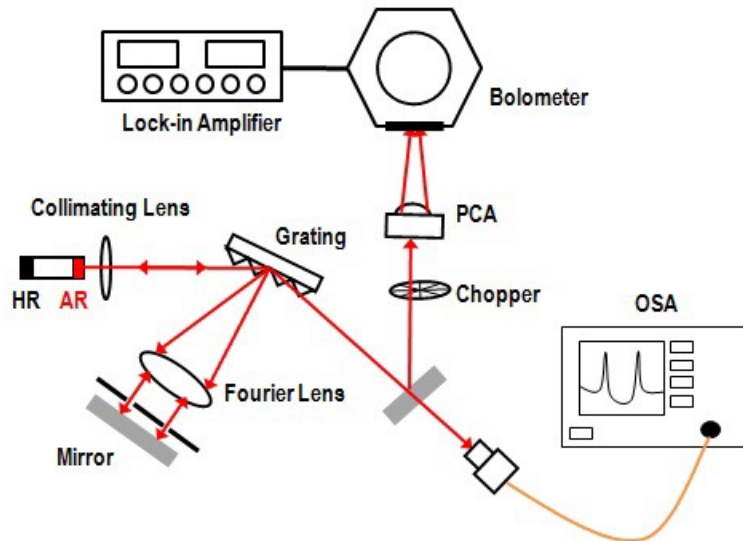 Lock-in Amplifier
Bolometer
Collimating Lens
Grating
PCA
HR
AR
Chopper
OSA
Fourier Lens
Mirror